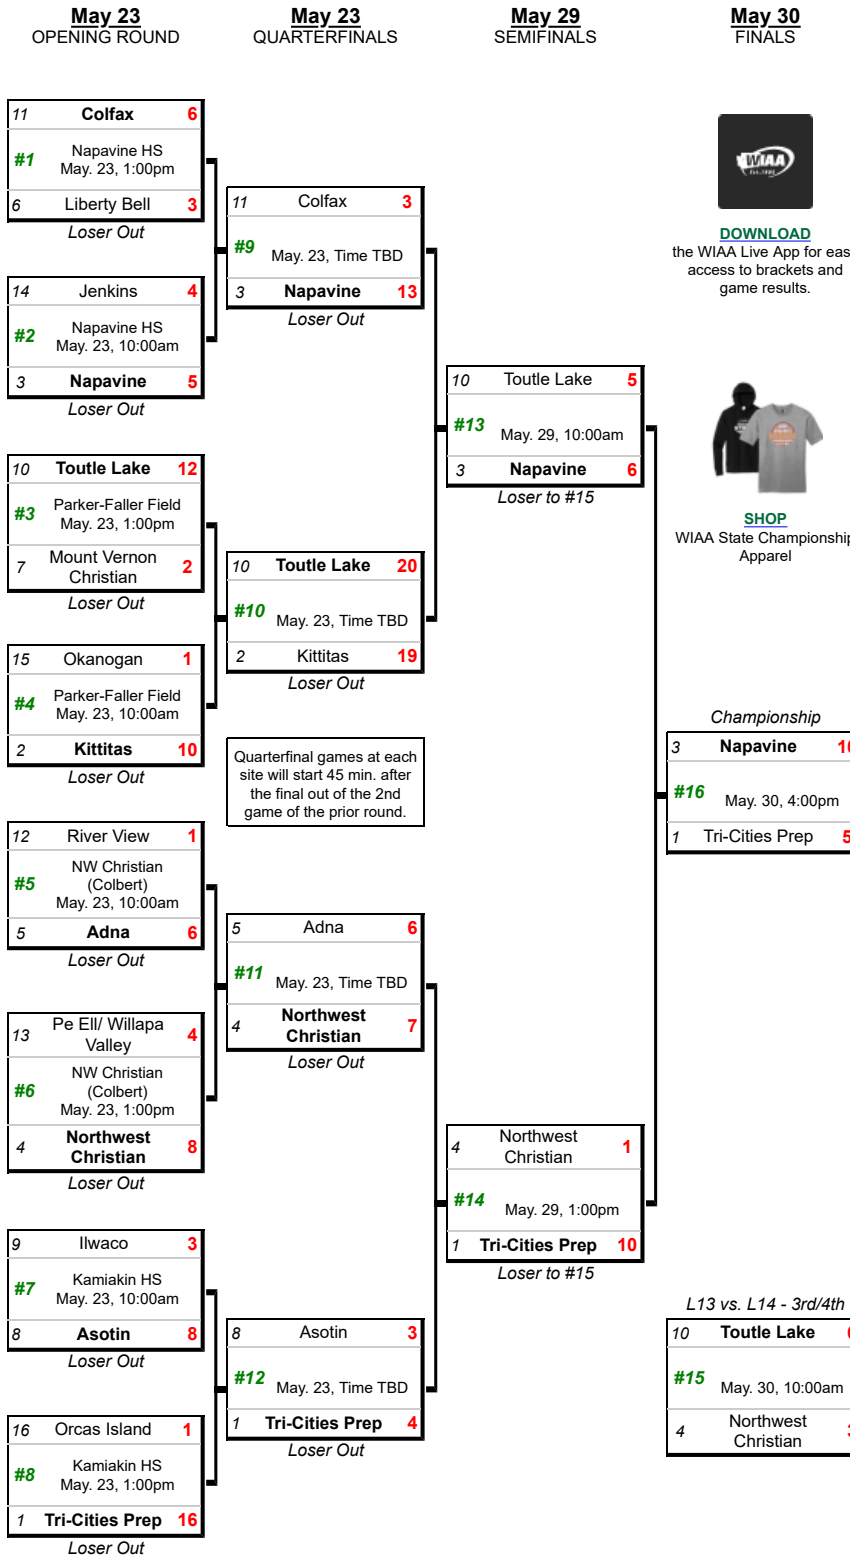 May 23
OPENING ROUND
May 23
QUARTERFINALS
May 29
SEMIFINALS
May 30
FINALS
11 Colfax 6
#1 Napavine HS
May. 23, 1:00pm
6 Liberty Bell 3
Loser Out
14 Jenkins 4
#2 Napavine HS
May. 23, 10:00am
3 Napavine 5
Loser Out
10 Toutle Lake 12
#3 Parker-Faller Field
May. 23, 1:00pm
7 Mount Vernon
Christian 2
Loser Out
15 Okanogan 1
#4 Parker-Faller Field
May. 23, 10:00am
2 Kittitas 10
Loser Out
12 River View 1
#5 NW Christian
(Colbert)
May. 23, 10:00am
5 Adna 6
Loser Out
13 Pe Ell/ Willapa
Valley 4
#6 NW Christian
(Colbert)
May. 23, 1:00pm
4 Northwest
Christian 8
Loser Out
9 Ilwaco 3
#7 Kamiakin HS
May. 23, 10:00am
8 Asotin 8
Loser Out
16 Orcas Island 1
#8 Kamiakin HS
May. 23, 1:00pm
1 Tri-Cities Prep 16
Loser Out
11 Colfax 3
#9 May. 23, Time TBD
3 Napavine 13
Loser Out
10 Toutle Lake 20
#10 May. 23, Time TBD
2 Kittitas 19
Loser Out
Quarterfinal games at each
site will start 45 min. after
the final out of the 2nd
game of the prior round.
5 Adna 6
#11 May. 23, Time TBD
4 Northwest
Christian 7
Loser Out
8 Asotin 3
#12 May. 23, Time TBD
1 Tri-Cities Prep 4
Loser Out
10 Toutle Lake 5
#13 May. 29, 10:00am
3 Napavine 6
Loser to #15
4 Northwest
Christian 1
#14 May. 29, 1:00pm
1 Tri-Cities Prep 10
Loser to #15
WIAA
DOWNLOAD
the WIAA Live App for eas
access to brackets and
game results.
SHOP
WIAA State Championship
Apparel
Championship
3 Napavine
#16 May. 30, 4:00pm
1 Tri-Cities Prep 5
L13 vs. L14 - 3rd/4th
10 Toutle Lake
#15 May. 30, 10:00am
4 Northwest
Christian